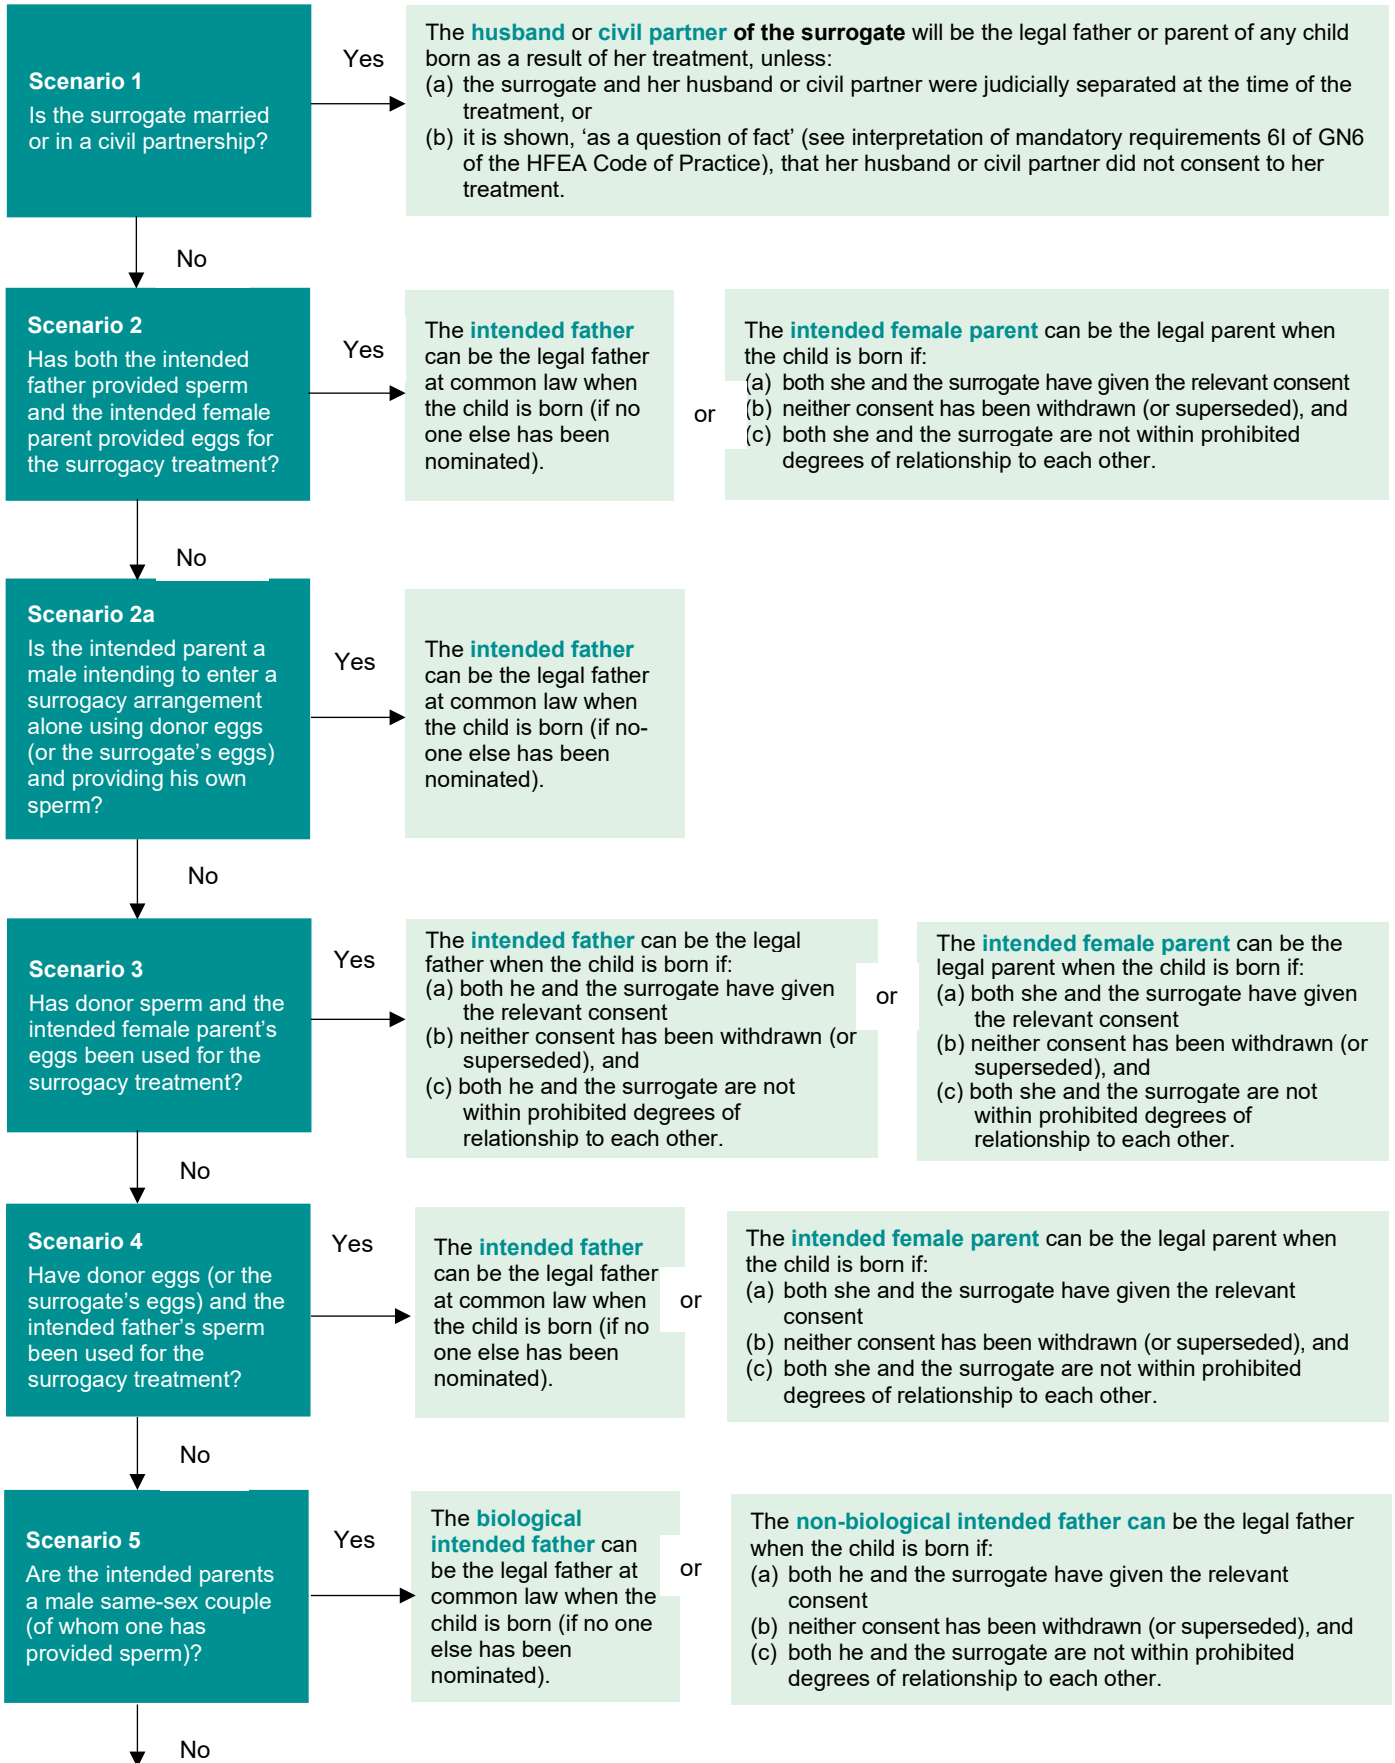 Scenario 1
Is the surrogate married
or in a civil partnership?
Yes
The husband or civil partner of the surrogate will be the legal father or parent of any child
born as a result of her treatment, unless:
(a) the surrogate and her husband or civil partner were judicially separated at the time of the
treatment, or
(b) it is shown, ‘as a question of fact’ (see interpretation of mandatory requirements 6I of GN6
of the HFEA Code of Practice), that her husband or civil partner did not consent to her
treatment.
No
Scenario 2
Has both the intended
father provided sperm
and the intended female
parent provided eggs for
the surrogacy treatment?
Yes
The intended father
can be the legal father
at common law when
the child is born (if no
one else has been
nominated).
or
The intended female parent can be the legal parent when
the child is born if:
(a) both she and the surrogate have given the relevant consent
(b) neither consent has been withdrawn (or superseded), and
(c) both she and the surrogate are not within prohibited
degrees of relationship to each other.
No
Scenario 2a
Is the intended parent a
male intending to enter a
surrogacy arrangement
alone using donor eggs
(or the surrogate’s eggs)
and providing his own
sperm?
Yes
The intended father
can be the legal father
at common law when
the child is born (if no-
one else has been
nominated).
No
Scenario 3
Has donor sperm and the
intended female parent’s
eggs been used for the
surrogacy treatment?
Yes
The intended father can be the legal
father when the child is born if:
(a) both he and the surrogate have given
the relevant consent
(b) neither consent has been withdrawn (or
superseded), and
(c) both he and the surrogate are not
within prohibited degrees of
relationship to each other.
or
The intended female parent can be the
legal parent when the child is born if:
(a) both she and the surrogate have given
the relevant consent
(b) neither consent has been withdrawn (or
superseded), and
(c) both she and the surrogate are not
within prohibited degrees of
relationship to each other.
No
Scenario 4
Have donor eggs (or the
surrogate’s eggs) and the
intended father’s sperm
been used for the
surrogacy treatment?
Yes
The intended father
can be the legal father
at common law when
the child is born (if no
one else has been
nominated).
or
The intended female parent can be the legal parent when
the child is born if:
(a) both she and the surrogate have given the relevant
consent
(b) neither consent has been withdrawn (or superseded), and
(c) both she and the surrogate are not within prohibited
degrees of relationship to each other.
No
Scenario 5
Are the intended parents
a male same-sex couple
(of whom one has
provided sperm)?
Yes
The biological
intended father can
be the legal father at
common law when the
child is born (if no one
else has been
nominated).
or
The non-biological intended father can be the legal father
when the child is born if:
(a) both he and the surrogate have given the relevant
consent
(b) neither consent has been withdrawn (or superseded), and
(c) both he and the surrogate are not within prohibited
degrees of relationship to each other.
No